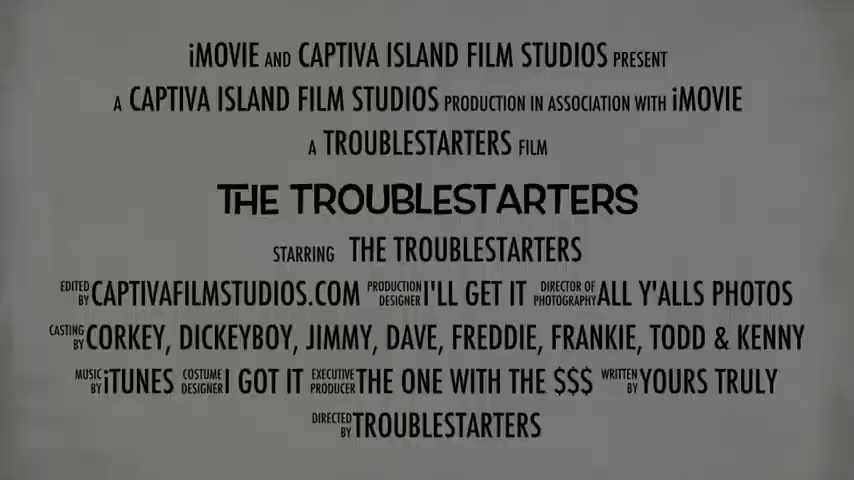 iMOVIE AND CAPTIVA ISLAND FILM STUDIOS PRESENT
A CAPTIVA ISLAND FILM STUDIOS PRODUCTION IN ASSOCIATION WITH iMOVIE
A TROUBLESTARTERS FILM
THE TROUBLESTARTERS
STARRING THE TROUBLESTARTERS
EDITED BY CAPTIVAFILMSTUDIOS.COM PRODUCTION DESIGNER I'LL GET IT DIRECTOR OF PHOTOGRAPHY ALL Y'ALLS PHOTOS
CASTING BY CORKEY, DICKEYBOY, JIMMY, DAVE, FREDDIE, FRANKIE, TODD & KENNY
MUSIC BY iTUNES COSTUME DESIGNER I GOT IT EXECUTIVE PRODUCER THE ONE WITH THE $$$ WRITTEN BY YOURS TRULY
DIRECTED BY TROUBLESTARTERS